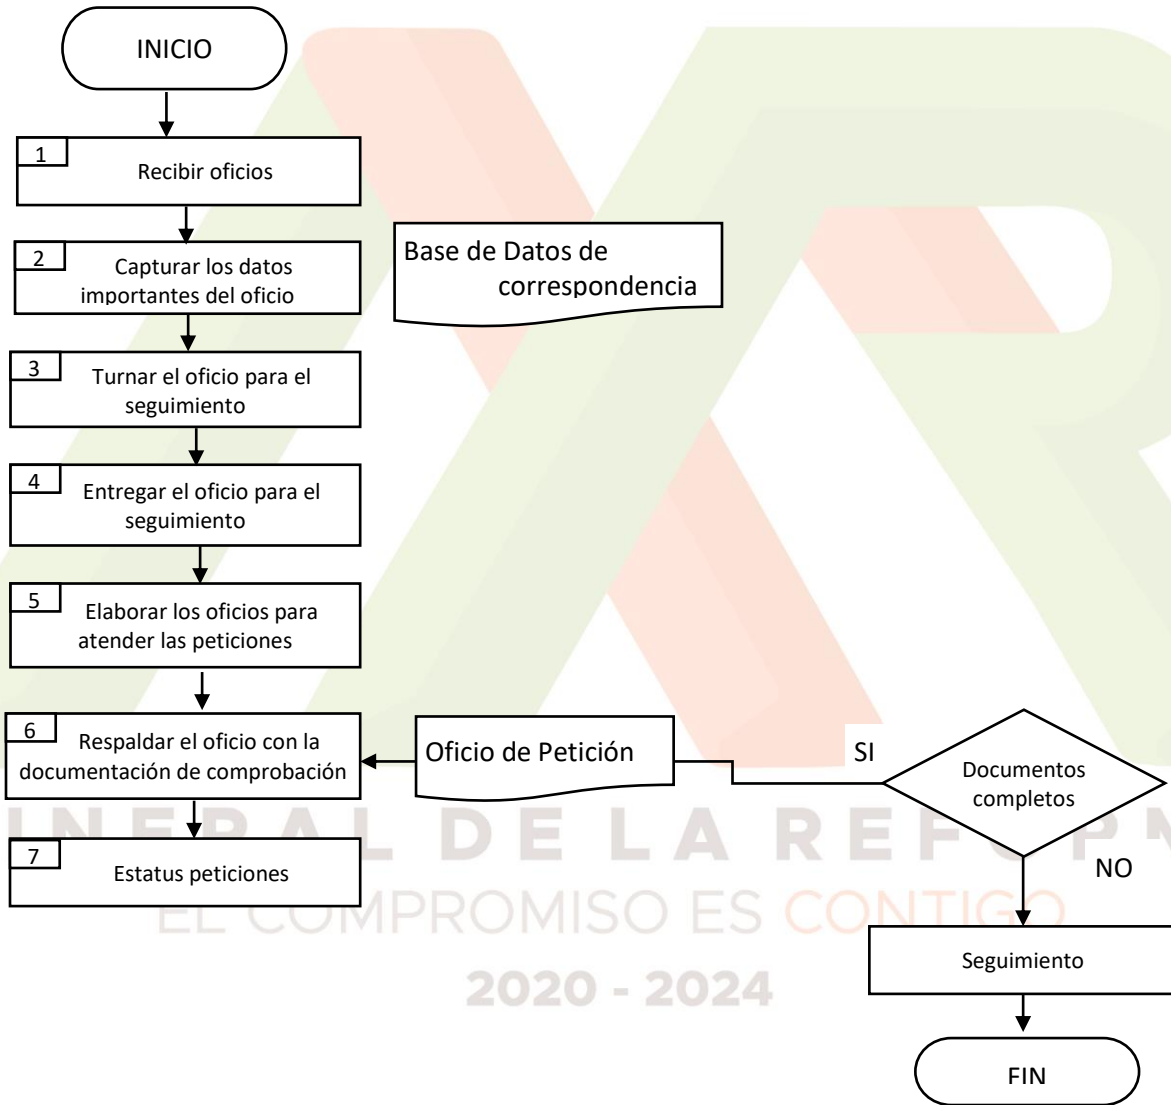 INICIO
1
Recibir oficios
2
Capturar los datos
importantes del oficio
Base de Datos de
correspondencia
3
Turnar el oficio para el
seguimiento
4
Entregar el oficio para el
seguimiento
5
Elaborar los oficios para
atender las peticiones
6
Respaldar el oficio con la
documentación de comprobación
Oficio de Petición
SI
Documentos
completos
NO
7
Estatus peticiones
Seguimiento
FIN
DE LA
EL COMPROMISO ES CONTIGO
2020 - 2024